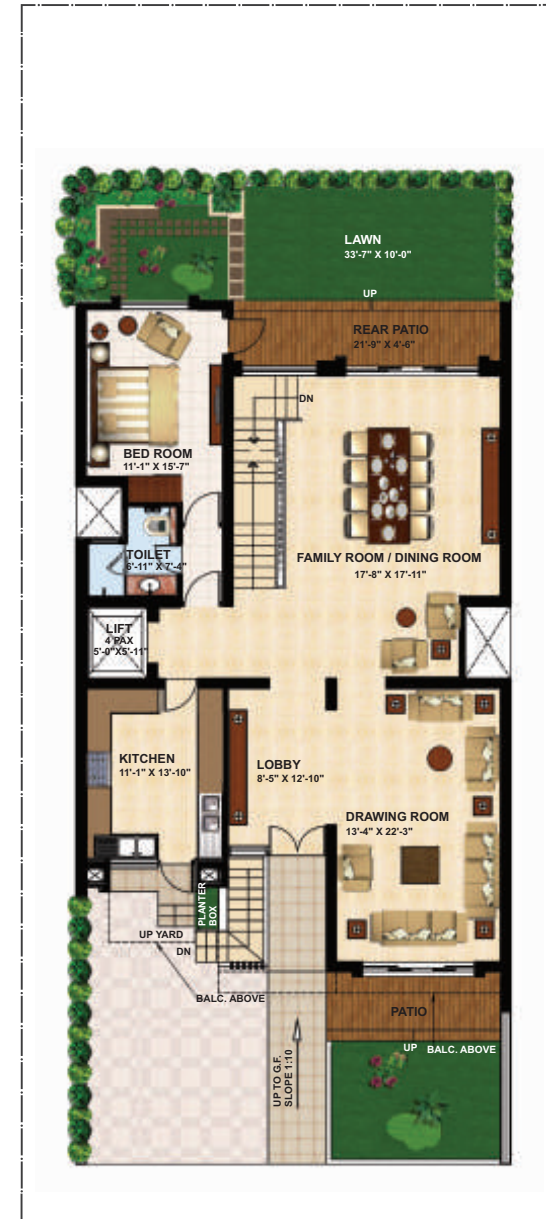 LAWN
33'-7" X 10'-0"
UP
REAR PATIO
21'-9" X 4'-6"
DN
BED ROOM
11'-1" X 15'-7"
TOILET
6'-11" X 7'-4"
FAMILY ROOM / DINING ROOM
17'-8" X 17'-11"
LIFT
4 PAX
5'-0"X5'-11"
KITCHEN
11'-1" X 13'-10"
LOBBY
8'-5" X 12'-10"
DRAWING ROOM
13'-4" X 22'-3"
PLANTER
BOX
UP YARD
DN
BALC. ABOVE
PATIO
UP
BALC. ABOVE
UP TO G.F.
SLOPE 1:10